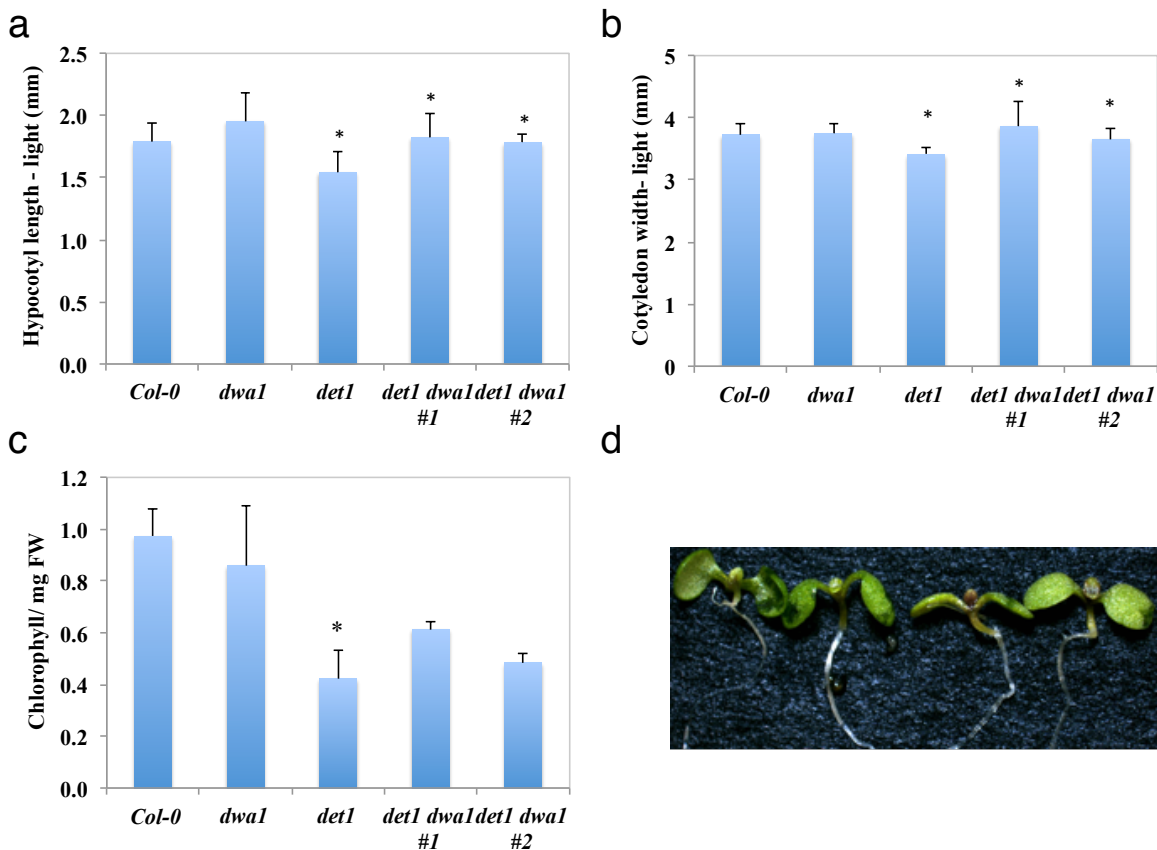 a
Hypocotyl length - light (mm)
2.5
2.0
1.5
1.0
0.5
0.0
*
*
*
Col-0 dwa1 det1 det1 dwa1 det1 dwa1
#1 #2
b
Cotyledon width- light (mm)
5
4
3
2
1
0
*
*
*
Col-0 dwa1 det1 det1 dwa1 det1 dwa1
#1 #2
c
Chlorophyll/ mg FW
1.2
1.0
0.8
0.6
0.4
0.2
0.0
*
Col-0 dwa1 det1 det1 dwa1 det1 dwa1
#1 #2
d